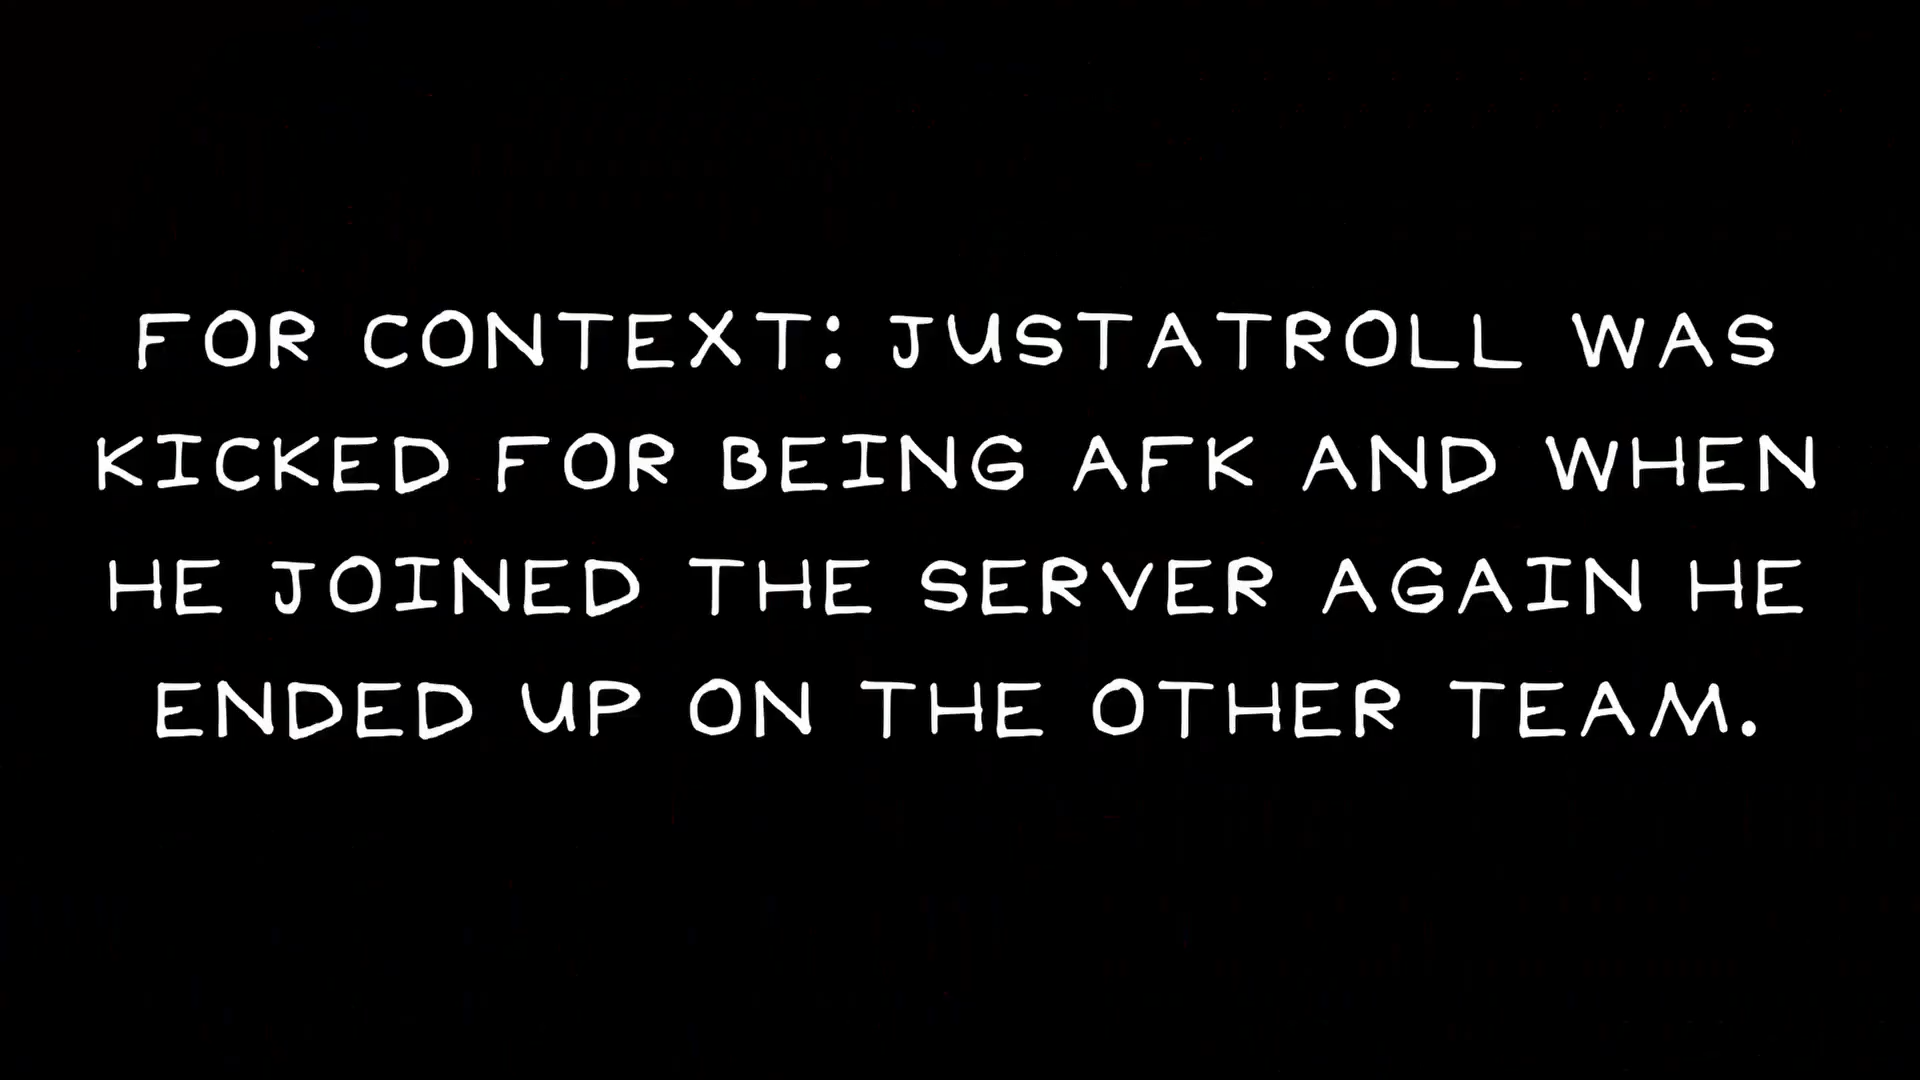 FOR CONTEXT: JUSTATROLL WAS
KICKED FOR BEING AFK AND WHEN
HE JOINED THE SERVER AGAIN HE
ENDED UP ON THE OTHER TEAM.